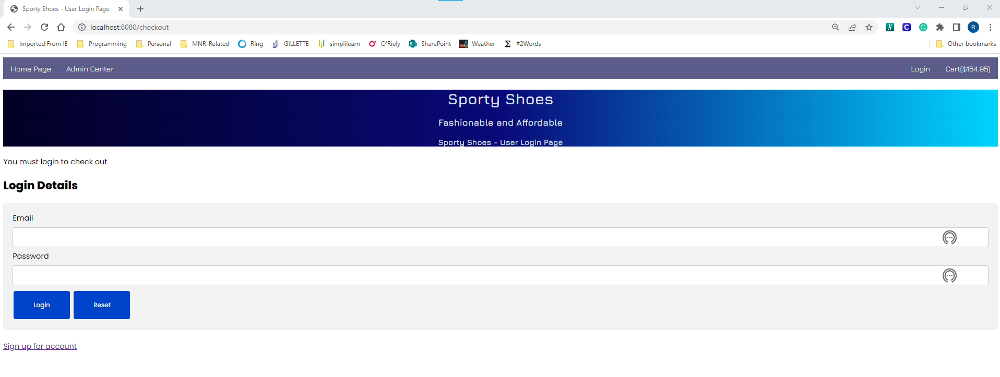 Sporty Shoes - User Login Page
localhost:8080/checkout
R
Imported From IE Programming Personal MNR-Related Ring GILLETTE simplilearn O'Riely SharePoint Weather #2Words Other bookmarks
Home Page Admin Center Login Cart($154.95)
Sporty Shoes
Fashionable and Affordable
Sporty Shoes - User Login Page
You must login to check out
Login Details
Email
Password
Login Reset
Sign up for account